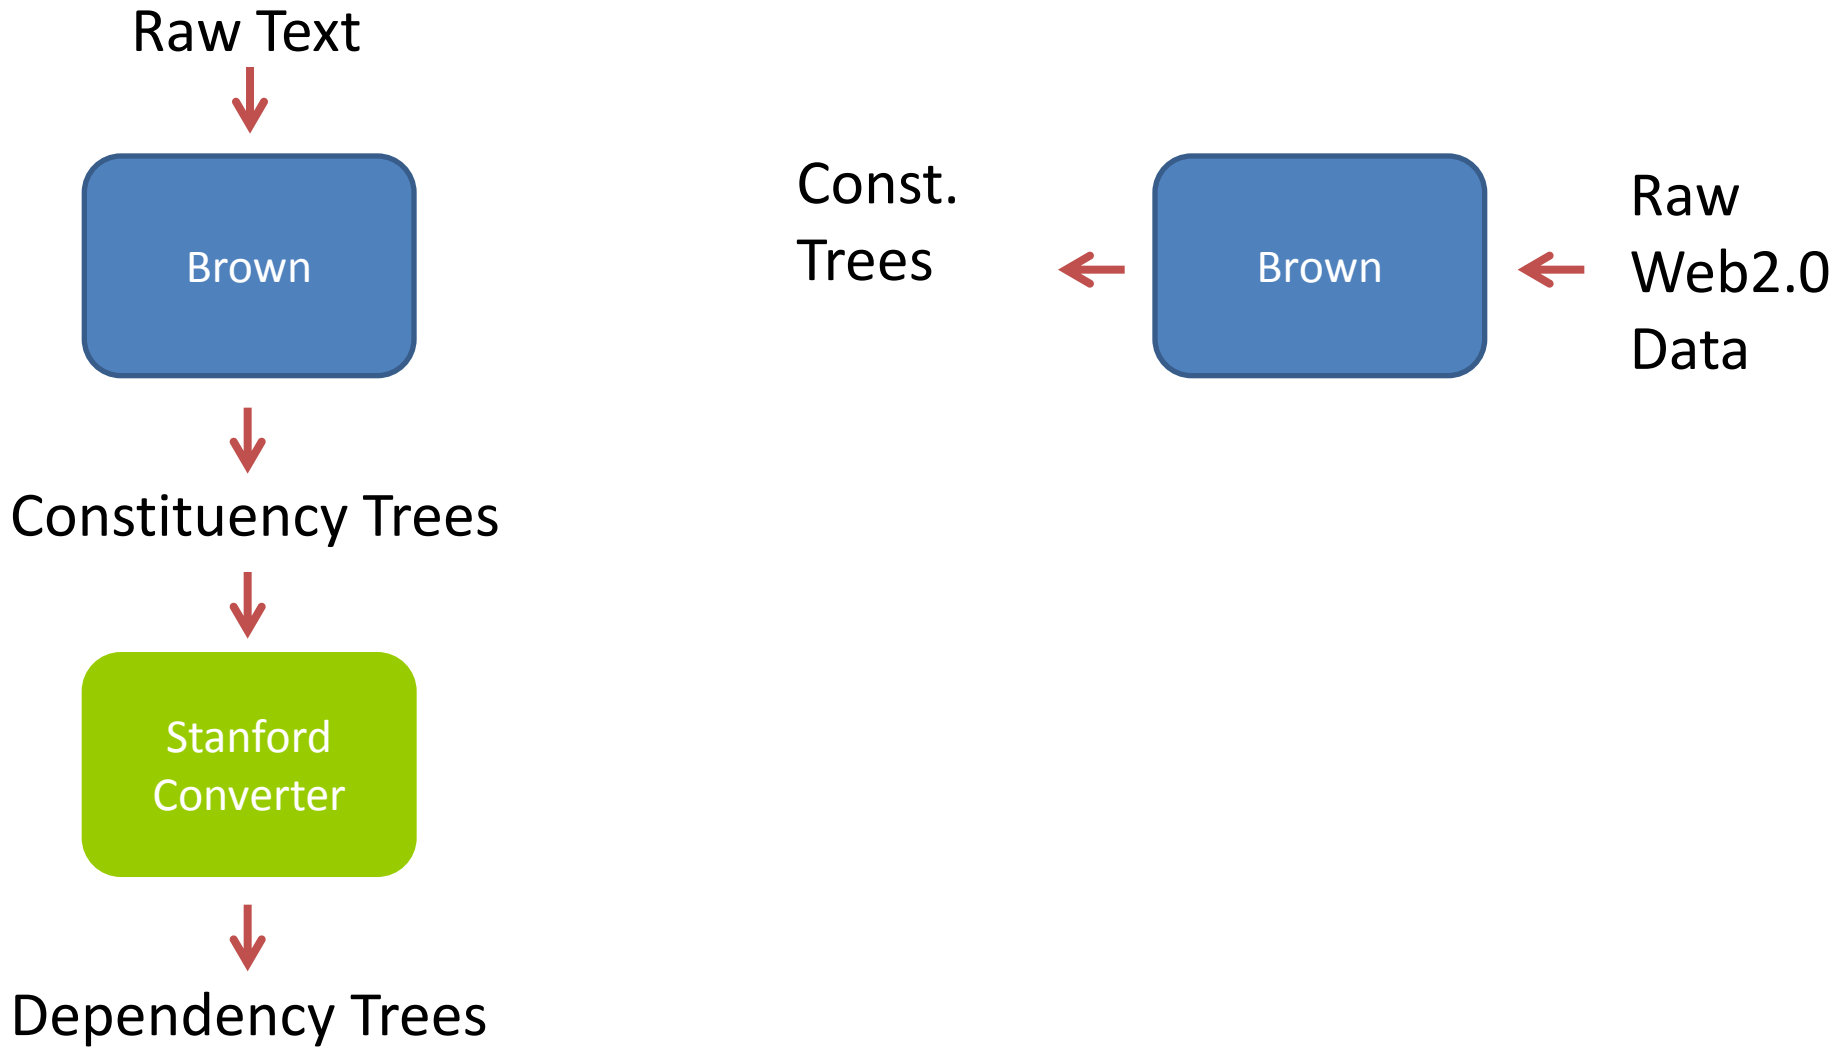 Raw Text
Brown
Constituency Trees
Stanford
Converter
Dependency Trees
Const.
Trees
Brown
Raw
Web2.0
Data